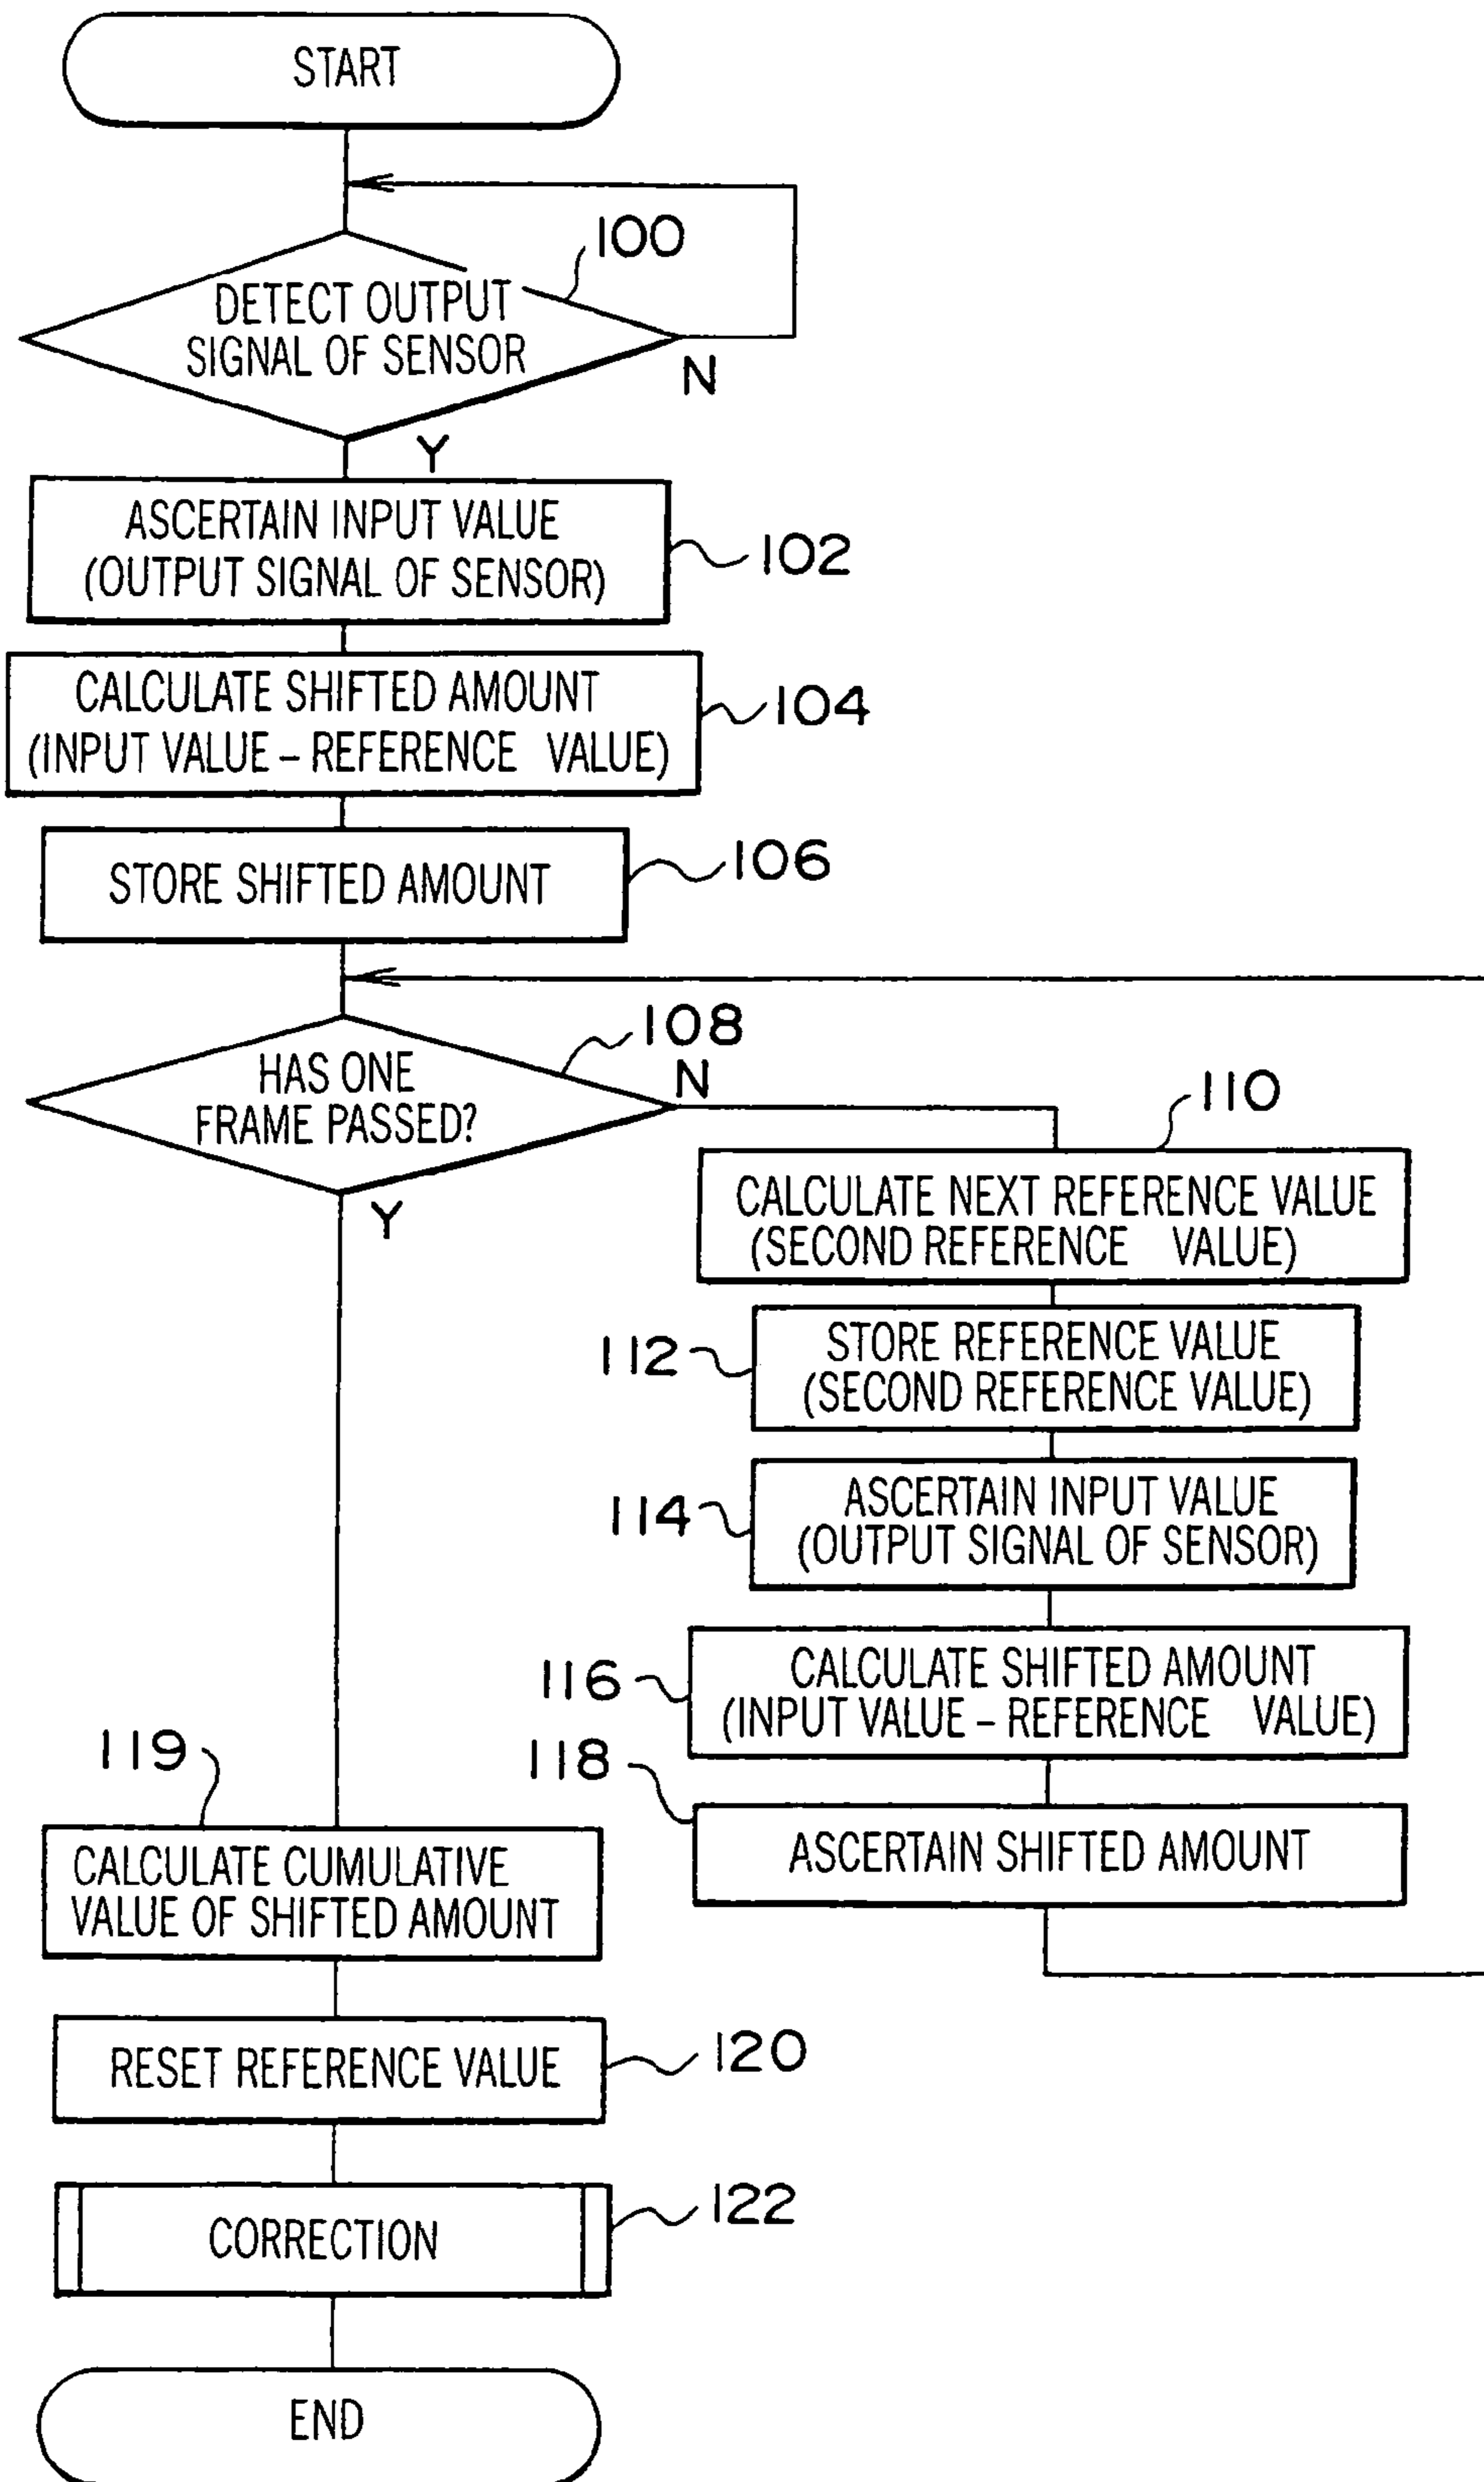 START
100
DETECT OUTPUT
SIGNAL OF SENSOR
N
Y
ASCERTAIN INPUT VALUE
(OUTPUT SIGNAL OF SENSOR)
102
CALCULATE SHIFTED AMOUNT
(INPUT VALUE – REFERENCE VALUE)
104
STORE SHIFTED AMOUNT
106
108
HAS ONE
FRAME PASSED?
N
Y
110
CALCULATE NEXT REFERENCE VALUE
(SECOND REFERENCE VALUE)
112
STORE REFERENCE VALUE
(SECOND REFERENCE VALUE)
114
ASCERTAIN INPUT VALUE
(OUTPUT SIGNAL OF SENSOR)
116
CALCULATE SHIFTED AMOUNT
(INPUT VALUE – REFERENCE VALUE)
118
ASCERTAIN SHIFTED AMOUNT
119
CALCULATE CUMULATIVE
VALUE OF SHIFTED AMOUNT
RESET REFERENCE VALUE
120
CORRECTION
122
END